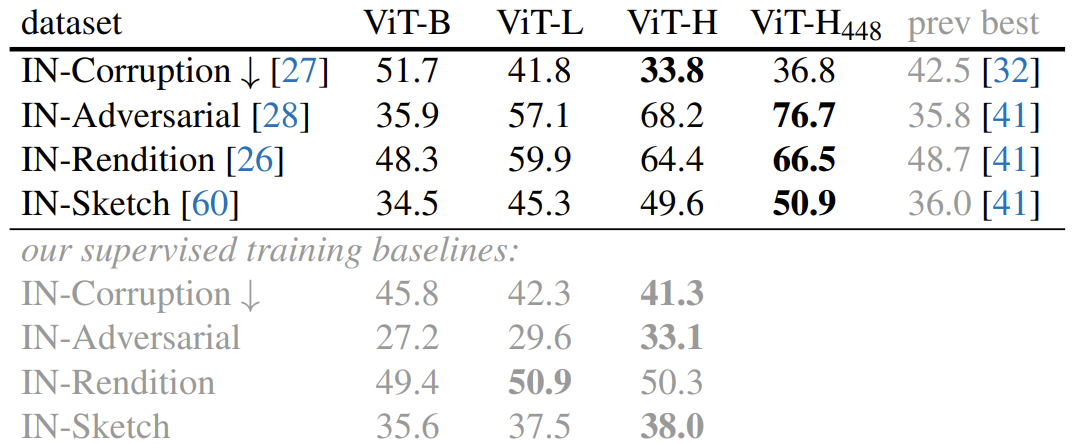 dataset ViT-B ViT-L ViT-H ViT-H448 prev best
IN-Corruption ↓ [27] 51.7 41.8 33.8 36.8 42.5 [32]
IN-Adversarial [28] 35.9 57.1 68.2 76.7 35.8 [41]
IN-Rendition [26] 48.3 59.9 64.4 66.5 48.7 [41]
IN-Sketch [60] 34.5 45.3 49.6 50.9 36.0 [41]
our supervised training baselines:
IN-Corruption ↓ 45.8 42.3 41.3
IN-Adversarial 27.2 29.6 33.1
IN-Rendition 49.4 50.9 50.3
IN-Sketch 35.6 37.5 38.0